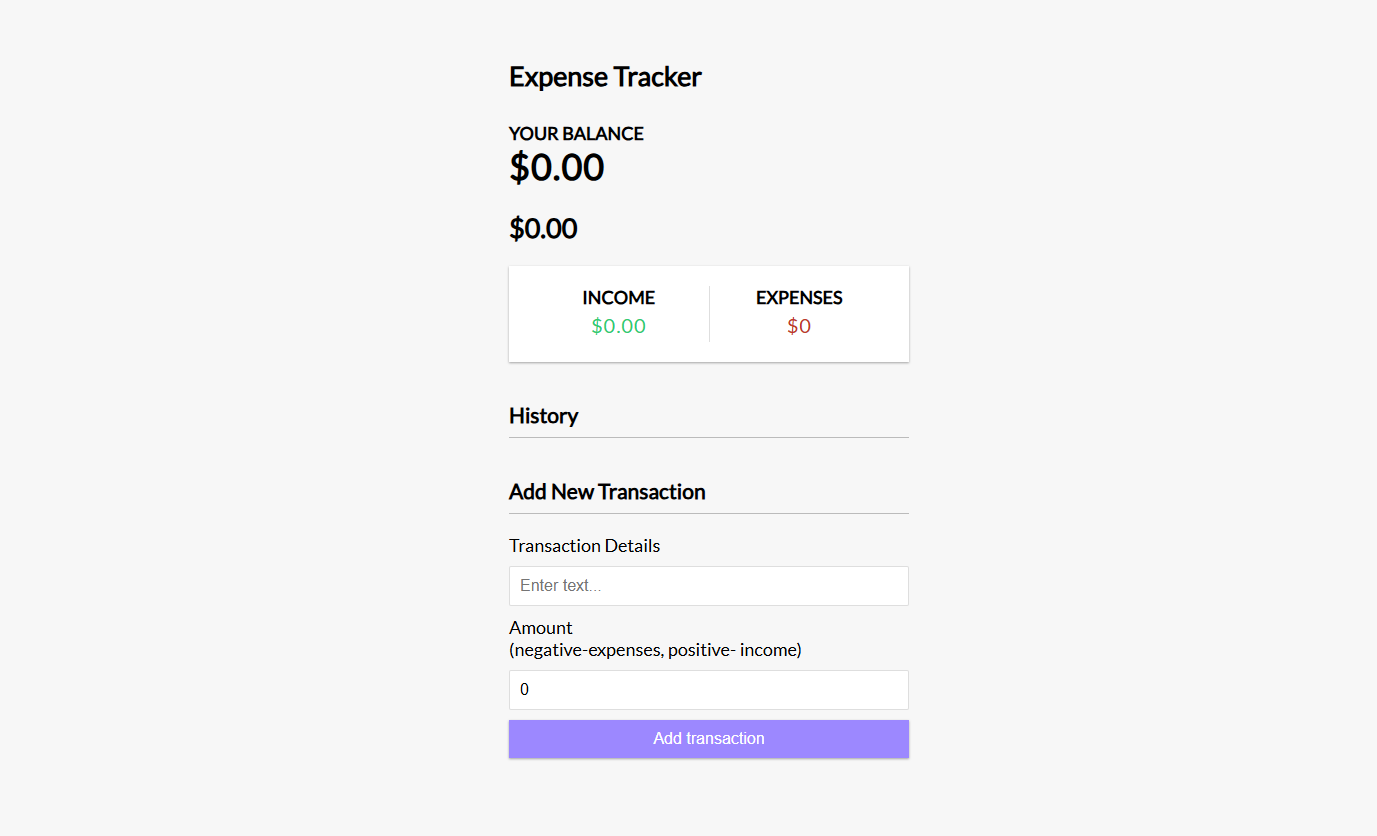 Expense Tracker
YOUR BALANCE
$0.00
$0.00
INCOME EXPENSES
$0.00 $0
History
Add New Transaction
Transaction Details
Enter text...
Amount
(negative-expenses, positive- income)
0
Add transaction